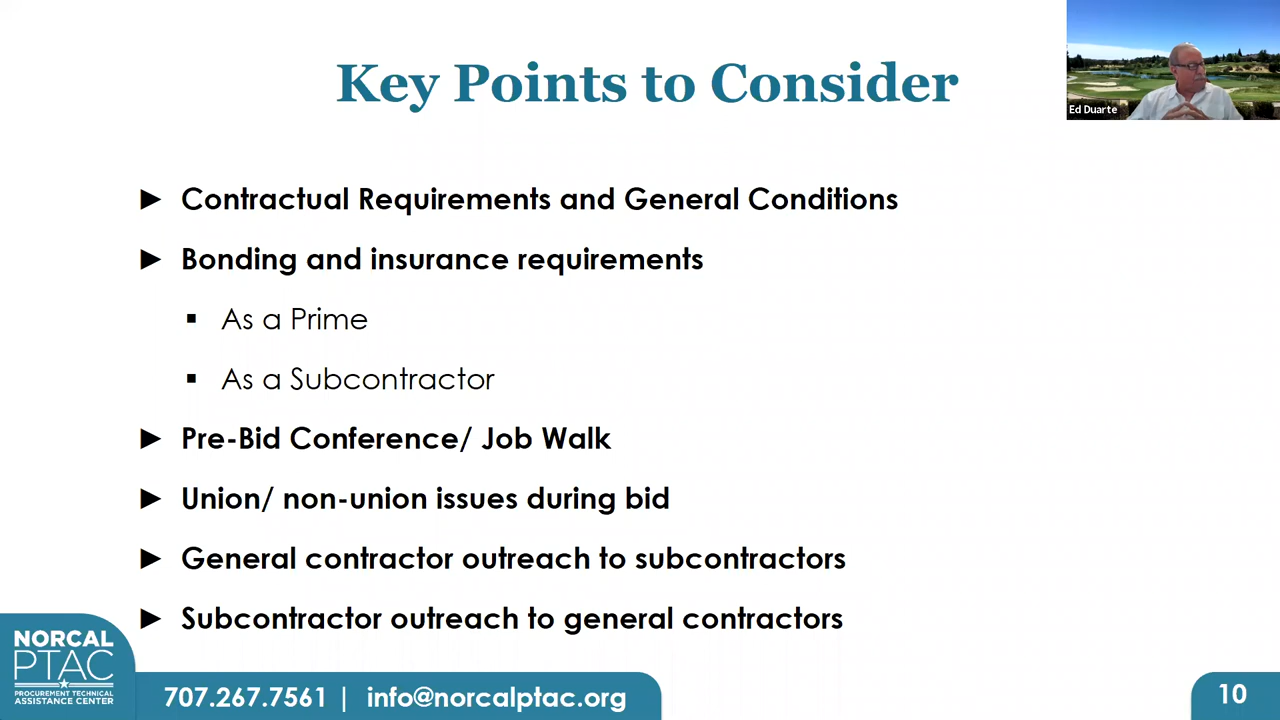 Key Points to Consider
Ed Duarte
► Contractual Requirements and General Conditions
► Bonding and insurance requirements
▪ As a Prime
▪ As a Subcontractor
► Pre-Bid Conference/ Job Walk
► Union/ non-union issues during bid
► General contractor outreach to subcontractors
► Subcontractor outreach to general contractors
NORCAL
PTAC
PROCUREMENT TECHNICAL
ASSISTANCE CENTER
707.267.7561 | info@norcalptac.org
10